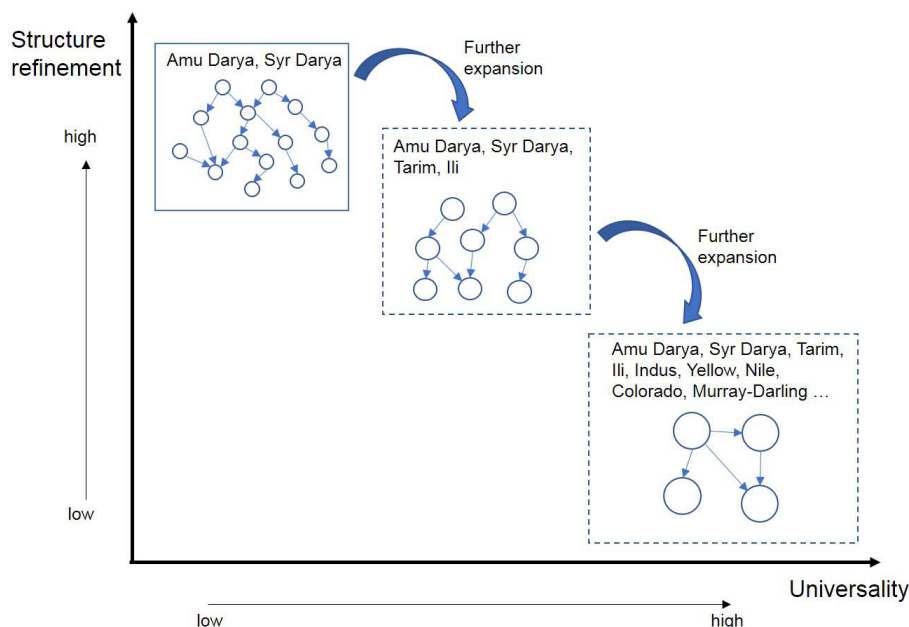 Structure
refinement
high
low
Amu Darya, Syr Darya
Further
expansion
Amu Darya, Syr Darya,
Tarim, Ili
Further
expansion
Amu Darya, Syr Darya, Tarim,
Ili, Indus, Yellow, Nile,
Colorado, Murray-Darling ...
Universality
low
high